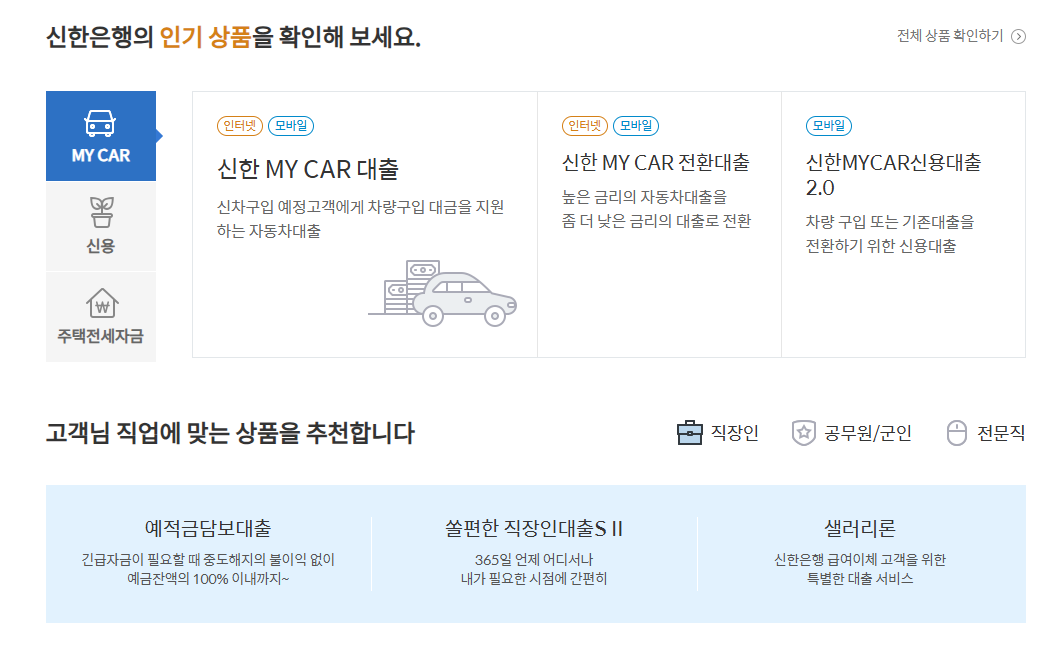 신한은행의 인기 상품을 확인해 보세요.
전체 상품 확인하기
MY CAR
신용
주택전세자금
인터넷 모바일
신한 MY CAR 대출
신차구입 예정고객에게 차량구입 대금을 지원
하는 자동차대출
인터넷 모바일
신한 MY CAR 전환대출
높은 금리의 자동차대출을
좀 더 낮은 금리의 대출로 전환
모바일
신한MYCAR신용대출
2.0
차량 구입 또는 기존대출을
전환하기 위한 신용대출
고객님 직업에 맞는 상품을 추천합니다
직장인
공무원/군인
전문직
예적금담보대출
긴급자금이 필요할 때 중도해지의 불이익 없이
예금잔액의 100% 이내까지~
쏠편한 직장인대출S II
365일 언제 어디서나
내가 필요한 시점에 간편히
샐러리론
신한은행 급여이체 고객을 위한
특별한 대출 서비스